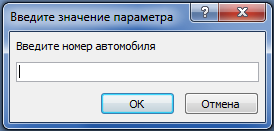 Введите значение параметра
Введите номер автомобиля
OK
Отмена